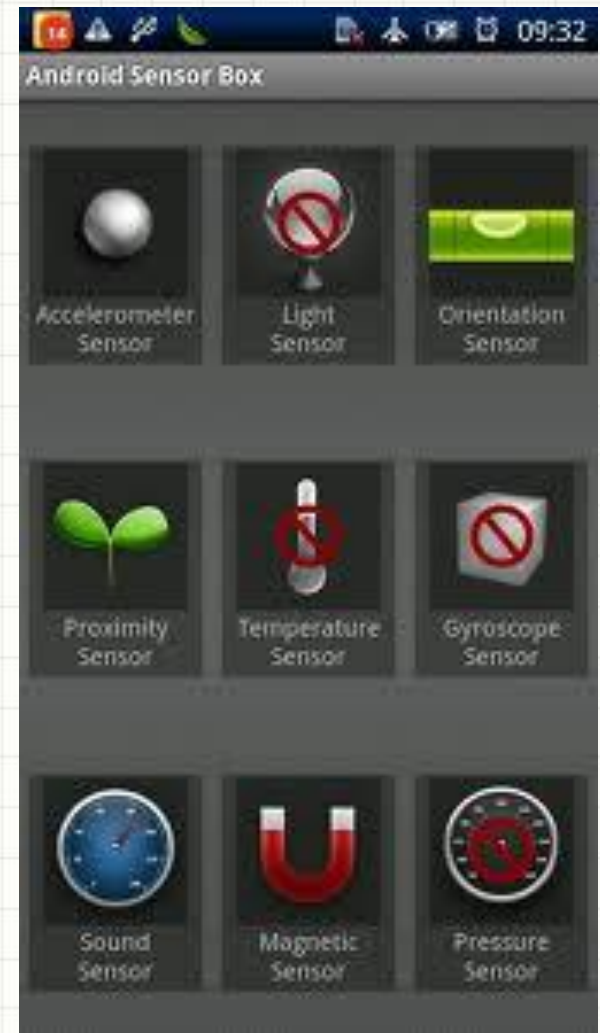 14
09:32
Android Sensor Box
Accelerometer
Sensor
Light
Sensor
Orientation
Sensor
Proximity
Sensor
Temperature
Sensor
Gyroscope
Sensor
Sound
Sensor
Magnetic
Sensor
Pressure
Sensor